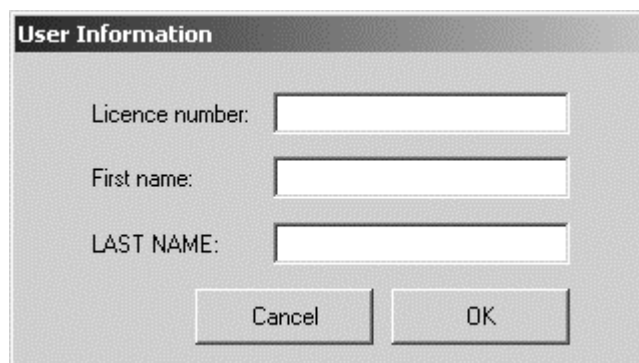 User Information
Licence number:
First name:
LAST NAME:
Cancel OK